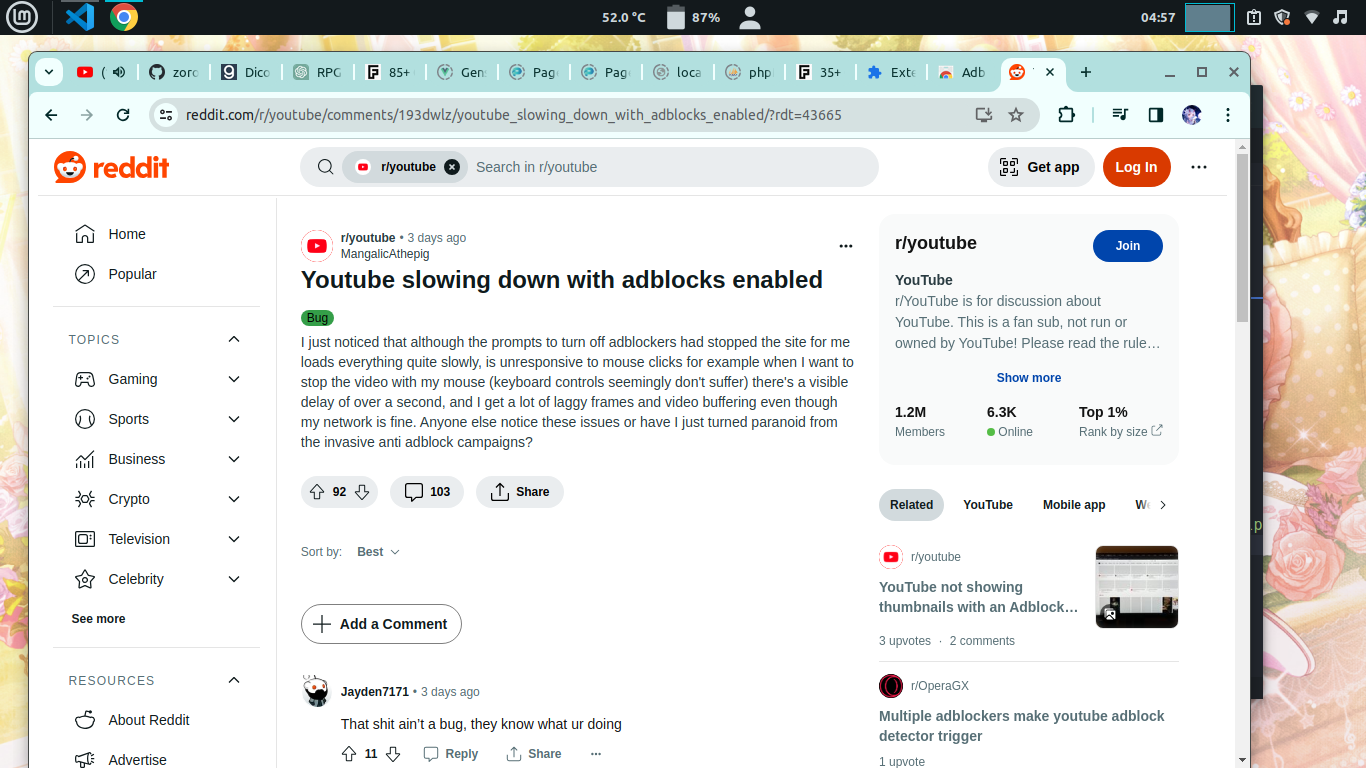 52.0 °C
87%
04:57
(
zoro
Dico
RPG
85+
Gen
Pag
Pag
loca
php
35+
Exte
Adb
reddit.com/r/youtube/comments/193dwlz/youtube_slowing_down_with_adblocks_enabled/?rdt=43665
reddit
r/youtube
Search in r/youtube
Get app
Log In
Home
Popular
TOPICS
Gaming
Sports
Business
Crypto
Television
Celebrity
See more
RESOURCES
About Reddit
Advertise
r/youtube • 3 days ago
MangalicAthepig
Youtube slowing down with adblocks enabled
Bug
I just noticed that although the prompts to turn off adblockers had stopped the site for me
loads everything quite slowly, is unresponsive to mouse clicks for example when I want to
stop the video with my mouse (keyboard controls seemingly don't suffer) there's a visible
delay of over a second, and I get a lot of laggy frames and video buffering even though
my network is fine. Anyone else notice these issues or have I just turned paranoid from
the invasive anti adblock campaigns?
92
103
Share
Sort by: Best
Add a Comment
Jayden7171 • 3 days ago
That shit ain't a bug, they know what ur doing
11
Reply
Share
r/youtube
Join
YouTube
r/YouTube is for discussion about
YouTube. This is a fan sub, not run or
owned by YouTube! Please read the rule…
Show more
1.2M
Members
6.3K
Online
Top 1%
Rank by size
Related
YouTube
Mobile app
We
r/youtube
YouTube not showing
thumbnails with an Adblock…
3 upvotes · 2 comments
r/OperaGX
Multiple adblockers make youtube adblock
detector trigger
1 upvote